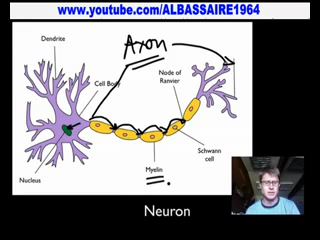 www.youtube.com/ALBASSAIRE1964
Axon
Dendrite
Node of
Ranvier
Cell Body
Schwann
cell
Myelin
Nucleus
Neuron